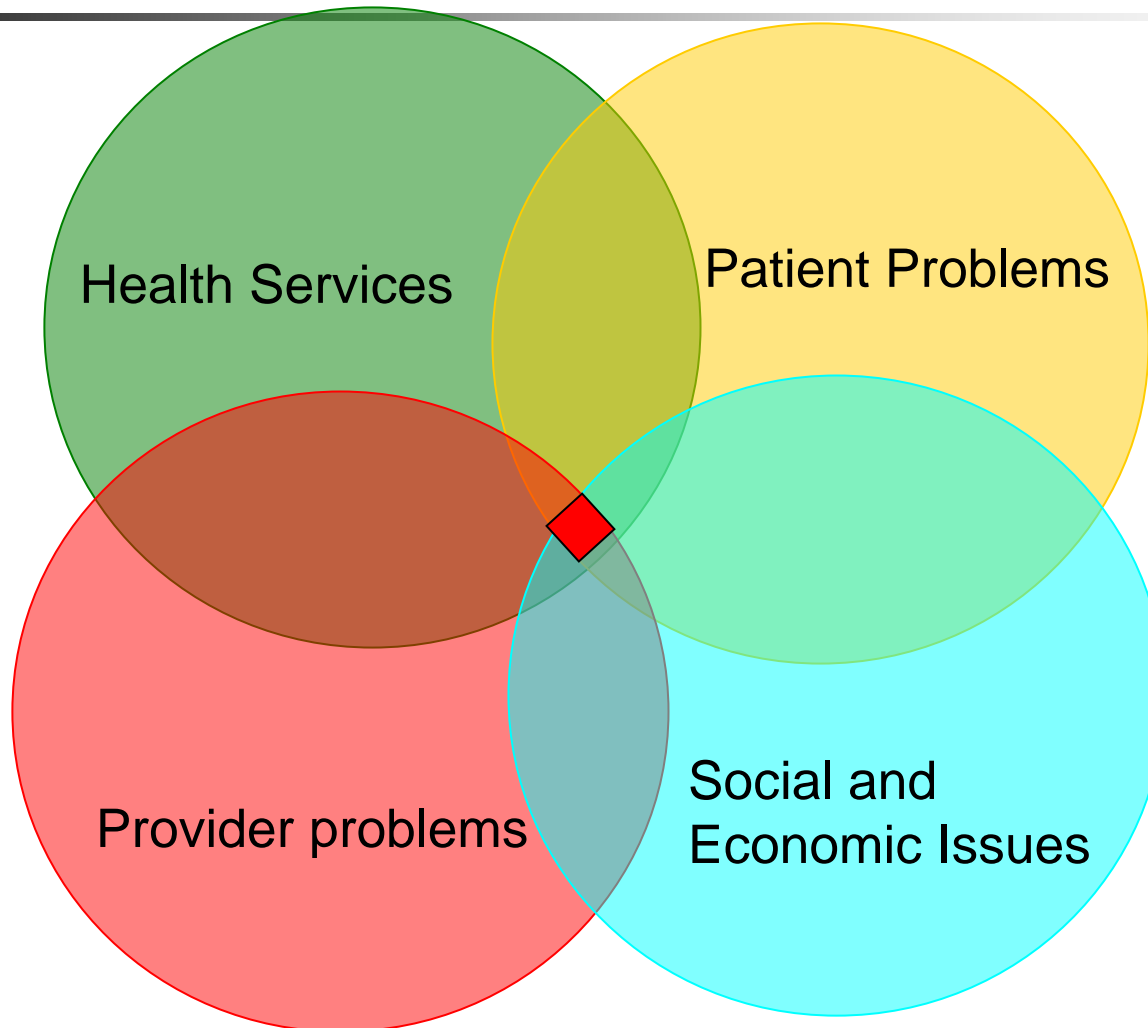 Health Services
Patient Problems
Provider problems
Social and
Economic Issues